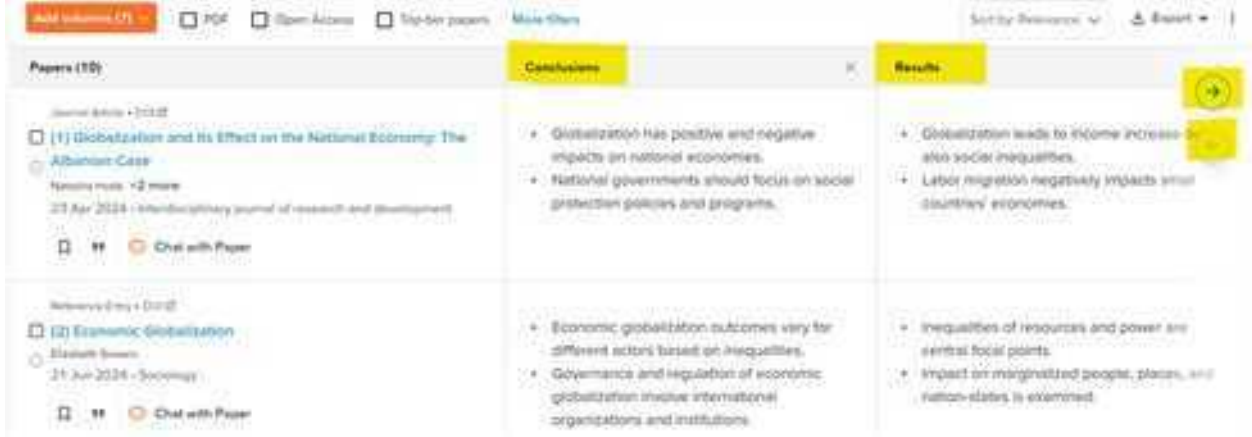 Add columns (7)
PDF
Open Access
Top-tier papers
More filters
Sort by: Relevance
Export
Papers (10)
Conclusions
Results
Journal Article • DOI
(1) Globalization and Its Effect on the National Economy: The
Albanian Case
+2 more
23 Apr 2024 - Interdisciplinary journal of research and development
Chat with Paper
• Globalization has positive and negative
impacts on national economies.
• National governments should focus on social
protection policies and programs.
• Globalization leads to income increase
also social inequalities.
• Labor migration negatively impacts small
countries' economies.
Reference Entry • DOI
(2) Economic Globalization
Elizabeth
21 Jun 2024 - Sociology
Chat with Paper
• Economic globalization outcomes vary for
different actors based on inequalities.
• Governance and regulation of economic
globalization involve international
organizations and institutions.
• Inequalities of resources and power are
central focal points.
• Impact on marginalized people, places, and
nation-states is examined.